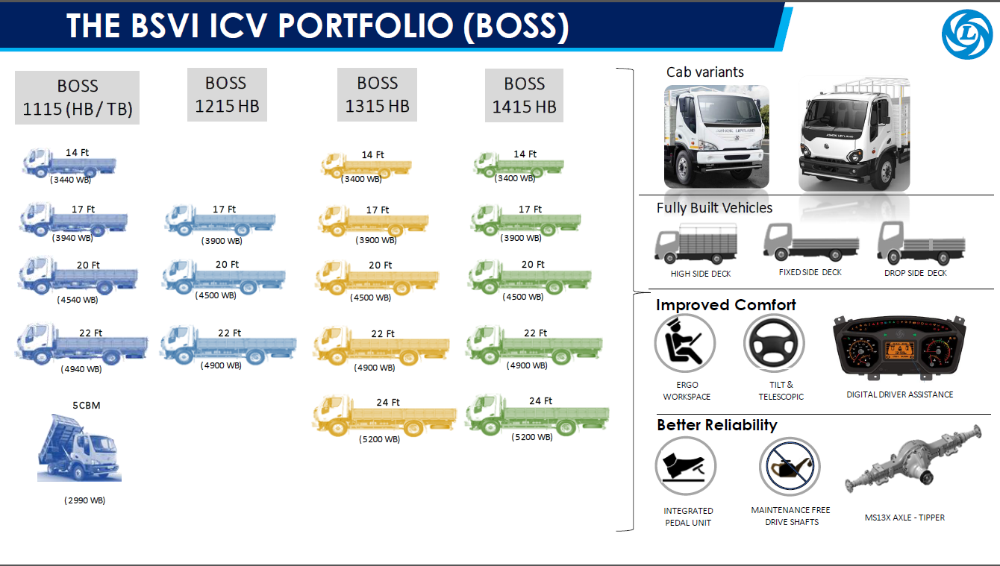 THE BSVI ICV PORTFOLIO (BOSS)
L
BOSS
1115 (HB / TB)
14 Ft
(3440 WB)
17 Ft
(3940 WB)
20 Ft
(4540 WB)
22 Ft
(4940 WB)
5CBM
(2990 WB)
BOSS
1215 HB
17 Ft
(3900 WB)
20 Ft
(4500 WB)
22 Ft
(4900 WB)
BOSS
1315 HB
14 Ft
(3400 WB)
17 Ft
(3900 WB)
20 Ft
(4500 WB)
22 Ft
(4900 WB)
24 Ft
(5200 WB)
BOSS
1415 HB
14 Ft
(3400 WB)
17 Ft
(3900 WB)
20 Ft
(4500 WB)
22 Ft
(4900 WB)
24 Ft
(5200 WB)
Cab variants
ASHOK LEYLAND
ASHOK LEYLAND
Fully Built Vehicles
HIGH SIDE DECK
FIXED SIDE DECK
DROP SIDE DECK
Improved Comfort
ERGO
WORKSPACE
TILT &
TELESCOPIC
DIGITAL DRIVER ASSISTANCE
Better Reliability
INTEGRATED
PEDAL UNIT
MAINTENANCE FREE
DRIVE SHAFTS
MS13X AXLE - TIPPER